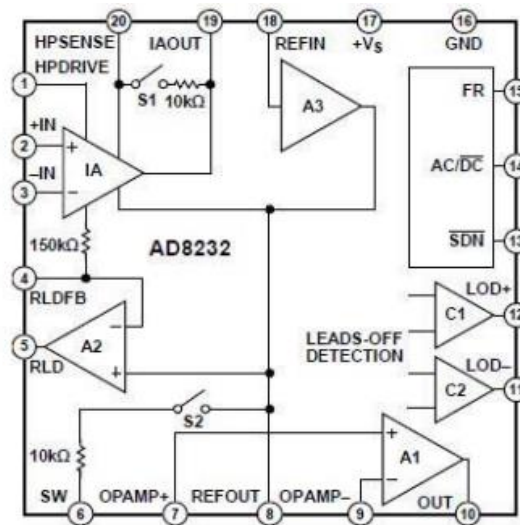 20 19 18 17 16
HPSENSE IAOUT REFIN +VS GND
HPDRIVE
1
S1 10kΩ
A3
FR 15
+IN
2
+ IA
AC/DC 14
–IN
3
–
150kΩ
AD8232
SDN 13
4
RLDFB
LOD+
C1 12
–
A2
5
RLD
+
LEADS-OFF
DETECTION
LOD–
C2 11
S2
10kΩ
+
A1
–
SW OPAMP+ REFOUT OPAMP– OUT
6 7 8 9 10